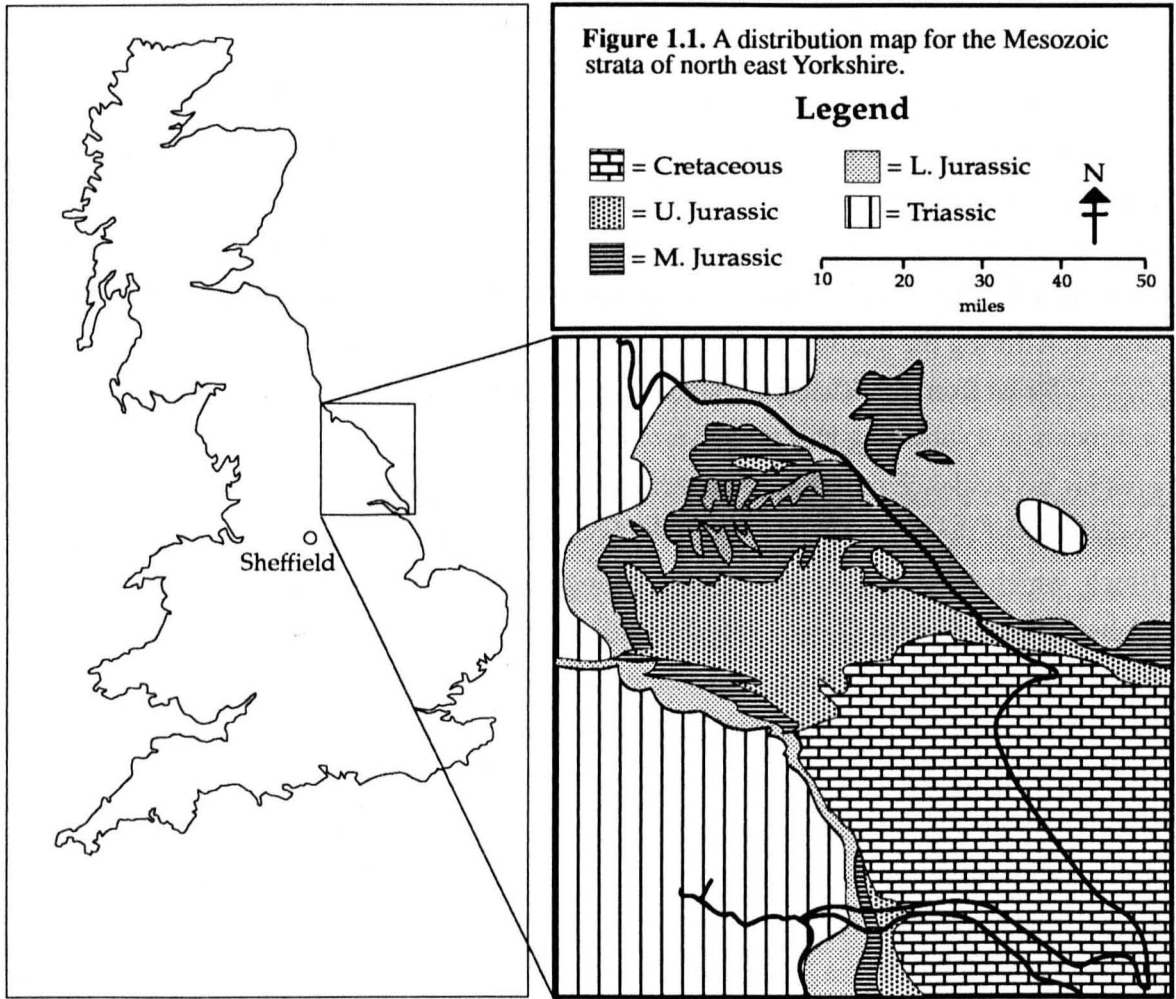 Figure 1.1. A distribution map for the Mesozoic
strata of north east Yorkshire.
Legend
= Cretaceous
= L. Jurassic
N
= U. Jurassic
= Triassic
= M. Jurassic
10 20 30 40 50
miles
Sheffield